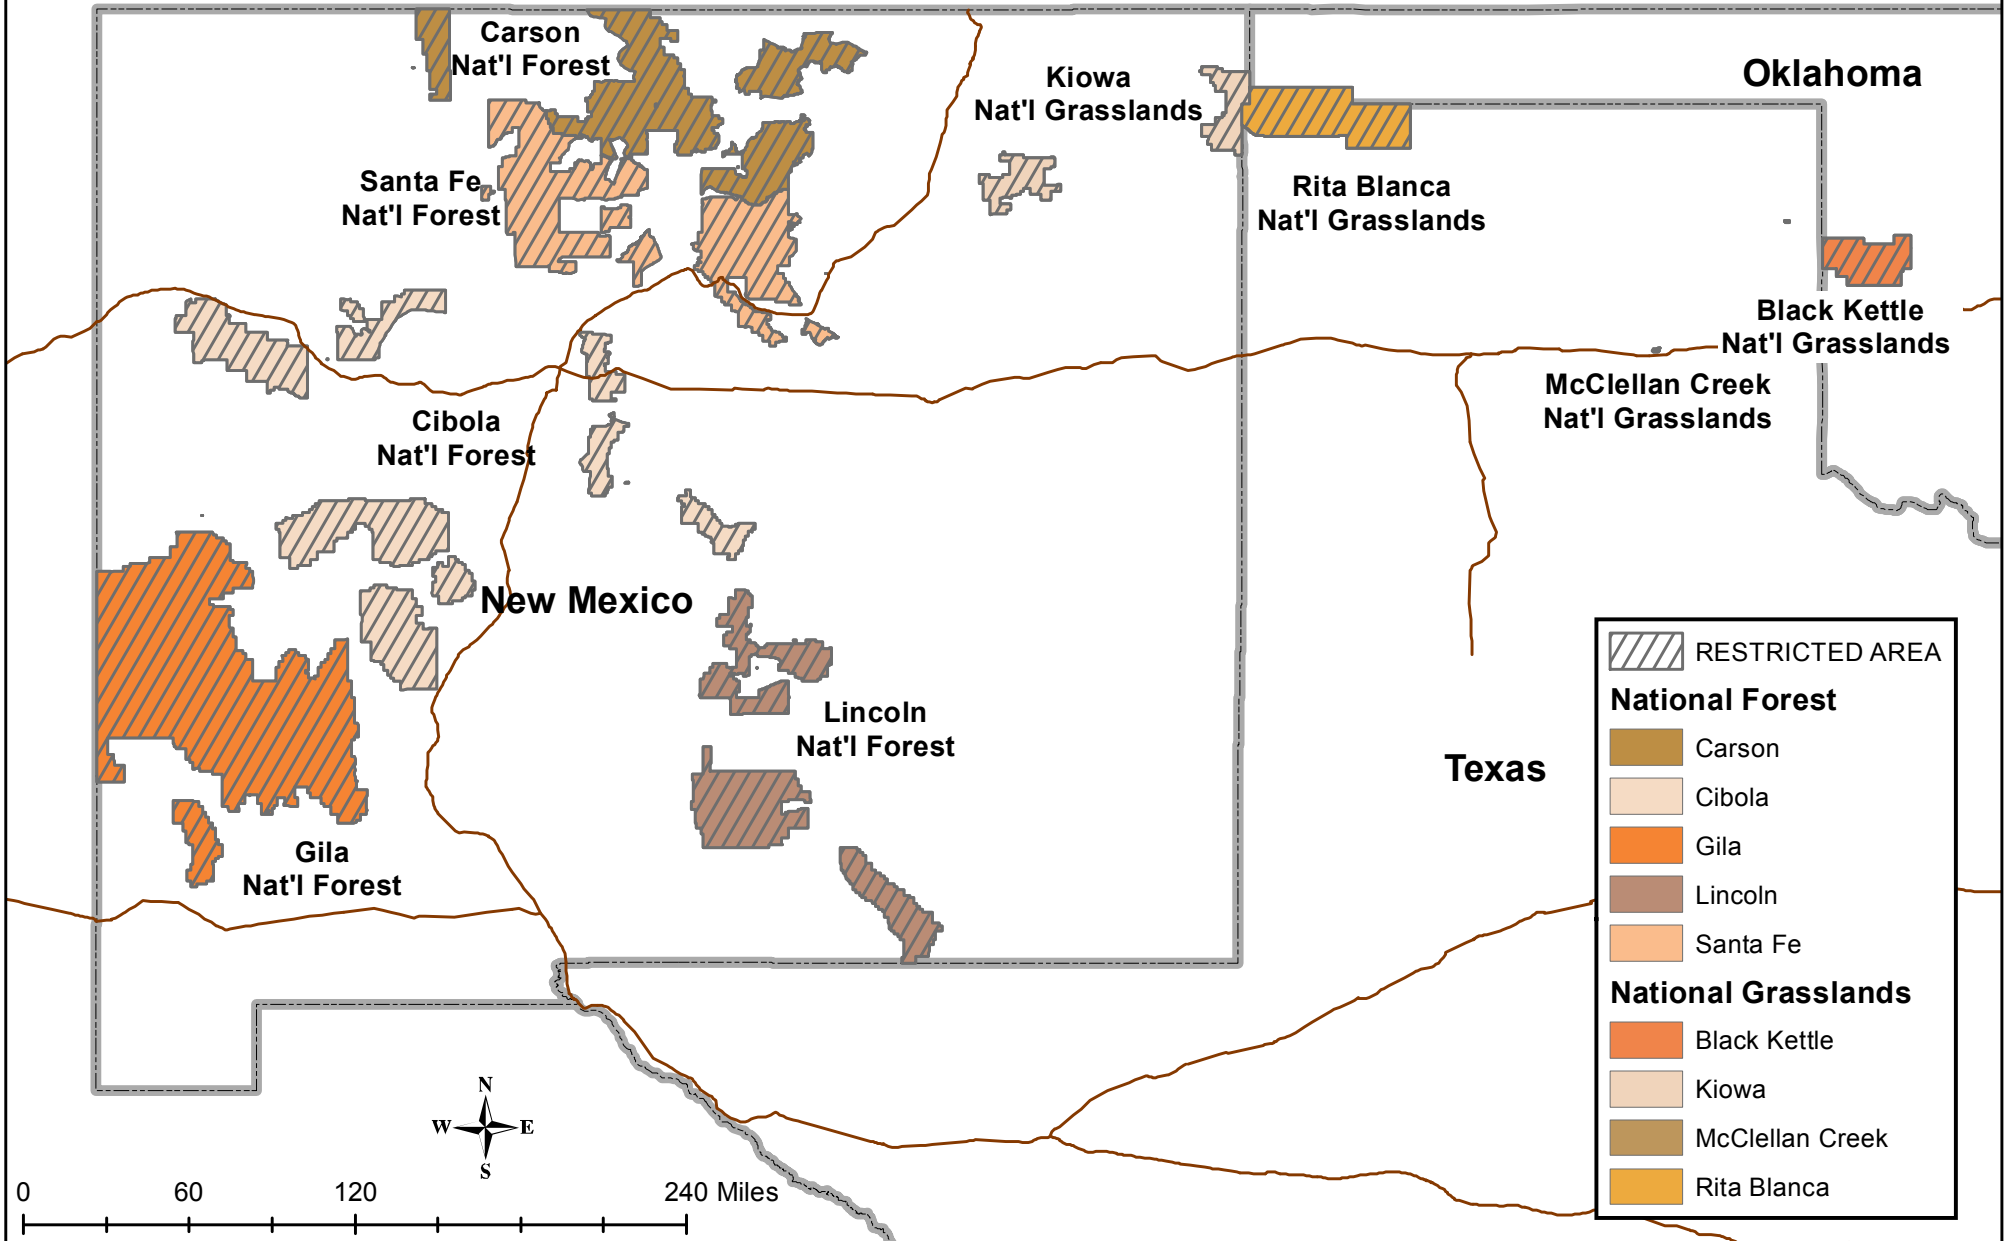 Carson
Nat'l Forest
Kiowa
Nat'l Grasslands
Oklahoma
Santa Fe
Nat'l Forest
Rita Blanca
Nat'l Grasslands
Black Kettle
Nat'l Grasslands
McClellan Creek
Nat'l Grasslands
Cibola
Nat'l Forest
New Mexico
Lincoln
Nat'l Forest
Texas
Gila
Nat'l Forest
RESTRICTED AREA
National Forest
Carson
Cibola
Gila
Lincoln
Santa Fe
National Grasslands
Black Kettle
Kiowa
McClellan Creek
Rita Blanca
N
W E
S
0 60 120 240 Miles